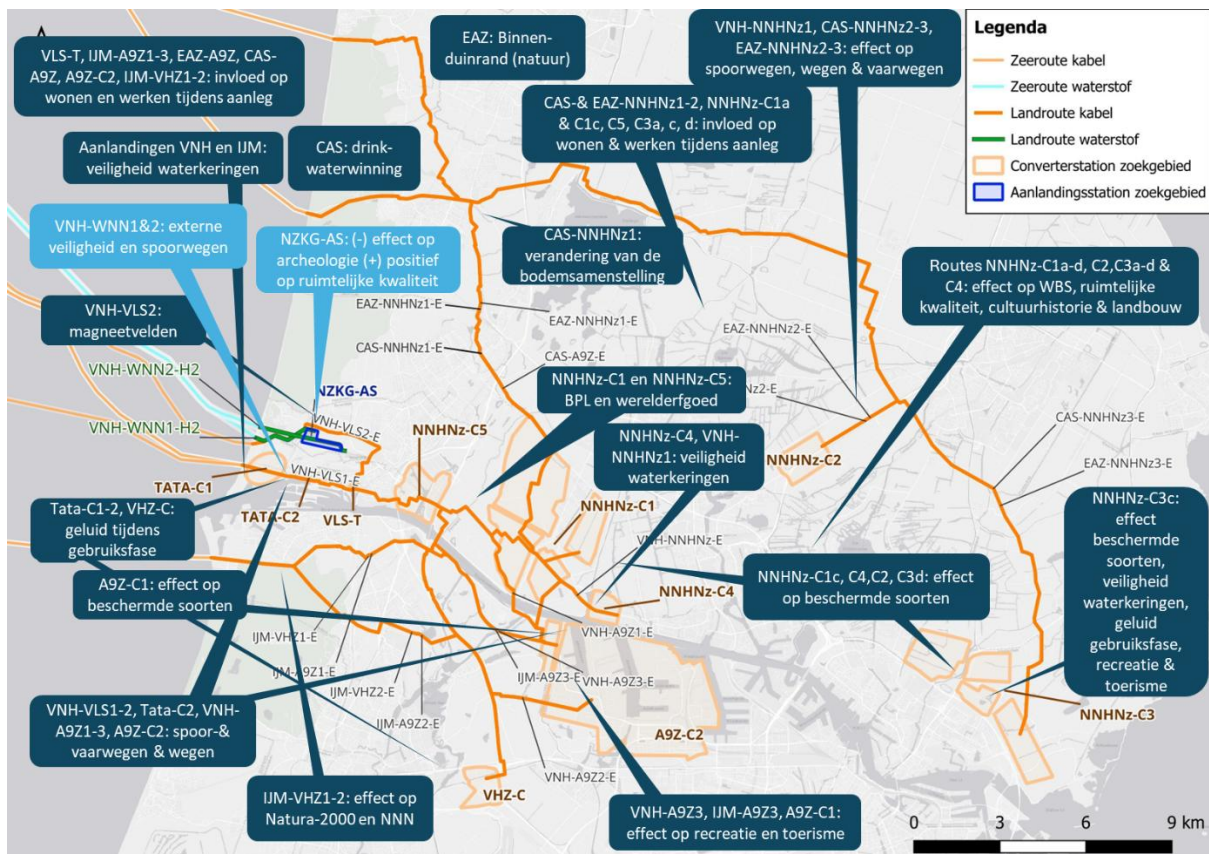 VLS-T, IJM-A9Z1-3, EAZ-A9Z, CAS-
A9Z, A9Z-C2, IJM-VHZ1-2: invloed op
wonen en werken tijdens aanleg
EAZ: Binnen-
duinrand (natuur)
VNH-NNHNz1, CAS-NNHNz2-3,
EAZ-NNHNz2-3: effect op
spoorwegen, wegen & vaarwegen
Legenda
Zeeroute kabel
Zeeroute waterstof
Landroute kabel
Landroute waterstof
Converterstation zoekgebied
Aanlandingsstation zoekgebied
CAS-& EAZ-NNHNz1-2, NNHNz-C1a
& C1c, C5, C3a, c, d: invloed op
wonen & werken tijdens aanleg
Aanlandingen VNH en IJM:
veiligheid waterkeringen
CAS: drink-
waterwinning
VNH-WNN1&2: externe
veiligheid en spoorwegen
NZKG-AS: (-) effect op
archeologie (+) positief
op ruimtelijke kwaliteit
CAS-NNHNz1:
verandering van de
bodemsamenstelling
Routes NNHNz-C1a-d, C2,C3a-d &
C4: effect op WBS, ruimtelijke
kwaliteit, cultuurhistorie & landbouw
VNH-VLS2:
magneetvelden
EAZ-NNHNz1-E
EAZ-NNHNz1-E
EAZ-NNHNz2-E
CAS-NNHNz1-E
CAS-A9Z-E
VNH-WNN2-H2
NZKG-AS
VNH-VLS2-E
NNHNz-C1 en NNHNz-C5:
BPL en werelderfgoed
z2-E
CAS-NNHNz3-E
VNH-WNN1-H2
NNHNz-C5
NNHNz-C4, VNH-
NNHNz1: veiligheid
waterkeringen
NNHNz-C2
EAZ-NNHNz3-E
TATA-C1
VNH-VLS1-E
TATA-C2
VLS-T
NNHNz-C1
Tata-C1-2, VHZ-C:
geluid tijdens
gebruiksfase
VNH-NNHNz-E
NNHNz-C3c:
effect
beschermde
soorten,
veiligheid
waterkeringen,
geluid
gebruiksfase,
recreatie &
toerisme
A9Z-C1: effect op
beschermde soorten
NNHNz-C4
NNHNz-C1c, C4,C2, C3d: effect
op beschermde soorten
IJM-VHZ1-E
VNH-A9Z1-E
IJM-A9Z1-E
IJM-A9Z3-E
VNH-A9Z3-E
IJM-VHZ2-E
NNHNz-C3
VNH-VLS1-2, Tata-C2, VNH-
A9Z1-3, A9Z-C2: spoor-&
vaarwegen & wegen
IJM-A9Z2-E
A9Z-C2
IJM-VHZ1-2: effect op
Natura-2000 en NNN
VHZ-C
VNH-A9Z2-E
VNH-A9Z3, IJM-A9Z3, A9Z-C1:
effect op recreatie en toerisme
0 3 6 9 km